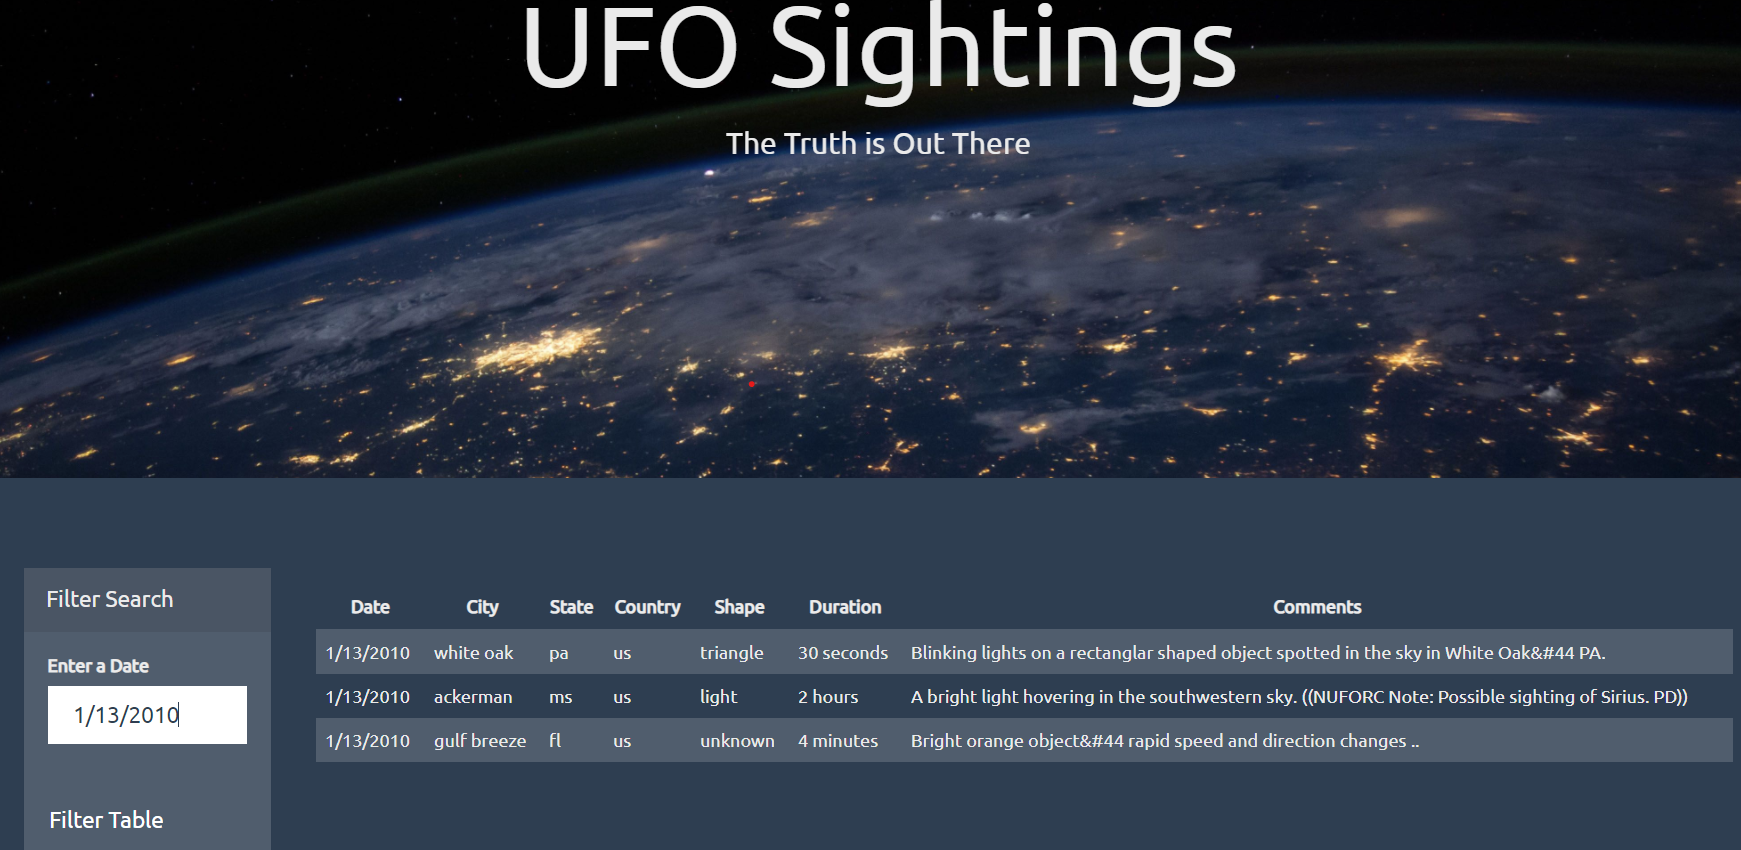 UFO Sightings
The Truth is Out There
Filter Search
Enter a Date
1/13/2010
Filter Table
Date City State Country Shape Duration Comments
1/13/2010 white oak pa us triangle 30 seconds Blinking lights on a rectanglar shaped object spotted in the sky in White Oak&#44 PA.
1/13/2010 ackerman ms us light 2 hours A bright light hovering in the southwestern sky. ((NUFORC Note: Possible sighting of Sirius. PD))
1/13/2010 gulf breeze fl us unknown 4 minutes Bright orange object&#44 rapid speed and direction changes ..